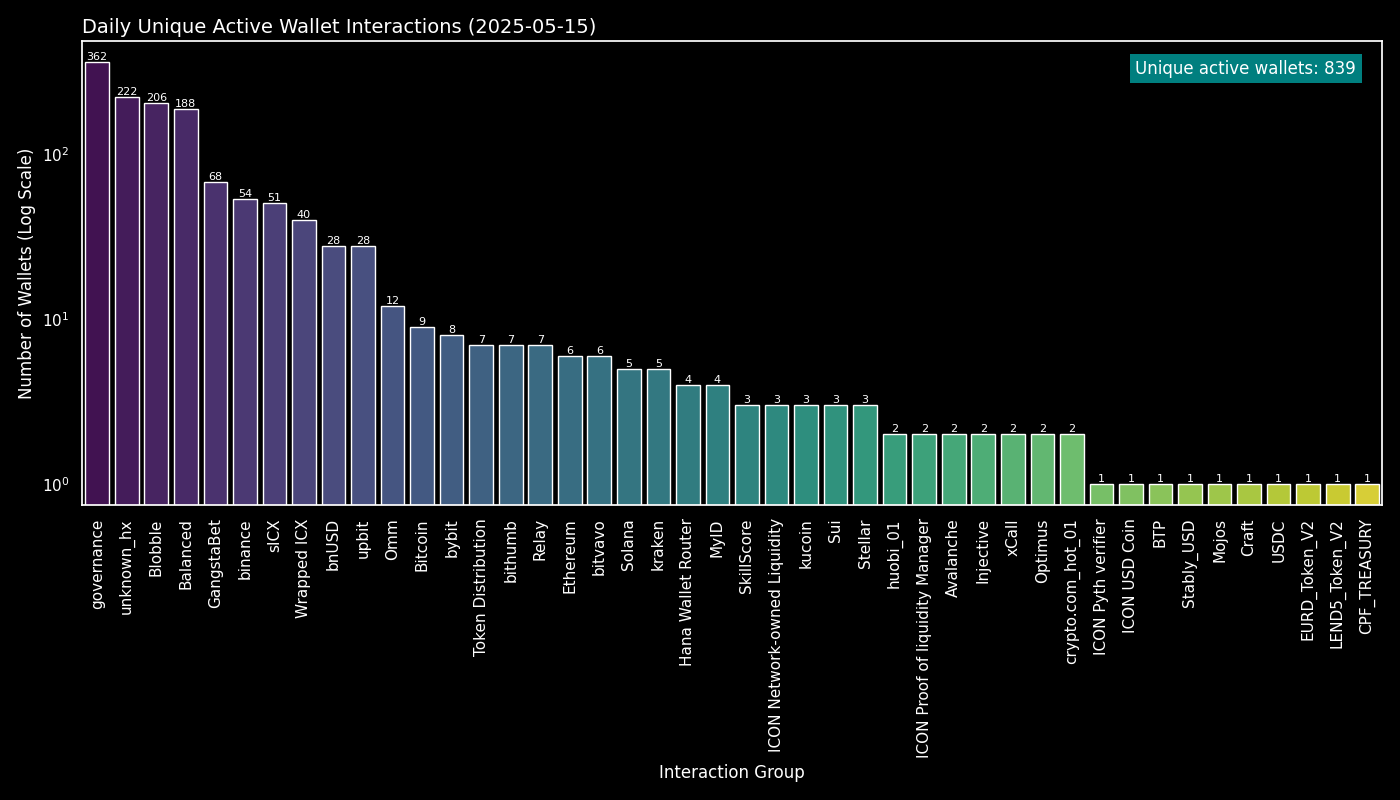 Daily Unique Active Wallet Interactions (2025-05-15)
Unique active wallets: 839
Number of Wallets (Log Scale)
10²
10¹
10⁰
362
222
206
188
68
54
51
40
28
28
12
9
8
7
7
7
6
6
5
5
4
4
3
3
3
3
3
2
2
2
2
2
2
2
1
1
1
1
1
1
1
1
1
1
governance
unknown_hx
Blobble
Balanced
GangstaBet
binance
sICX
Wrapped ICX
bnUSD
upbit
Omm
Bitcoin
bybit
Token Distribution
bithumb
Relay
Ethereum
bitvavo
Solana
kraken
Hana Wallet Router
MyID
SkillScore
ICON Network-owned Liquidity
kucoin
Sui
Stellar
huobi_01
ICON Proof of liquidity Manager
Avalanche
Injective
xCall
Optimus
crypto.com_hot_01
ICON Pyth verifier
ICON USD Coin
BTP
Stably_USD
Mojos
Craft
USDC
EURD_Token_V2
LEND5_Token_V2
CPF_TREASURY
Interaction Group